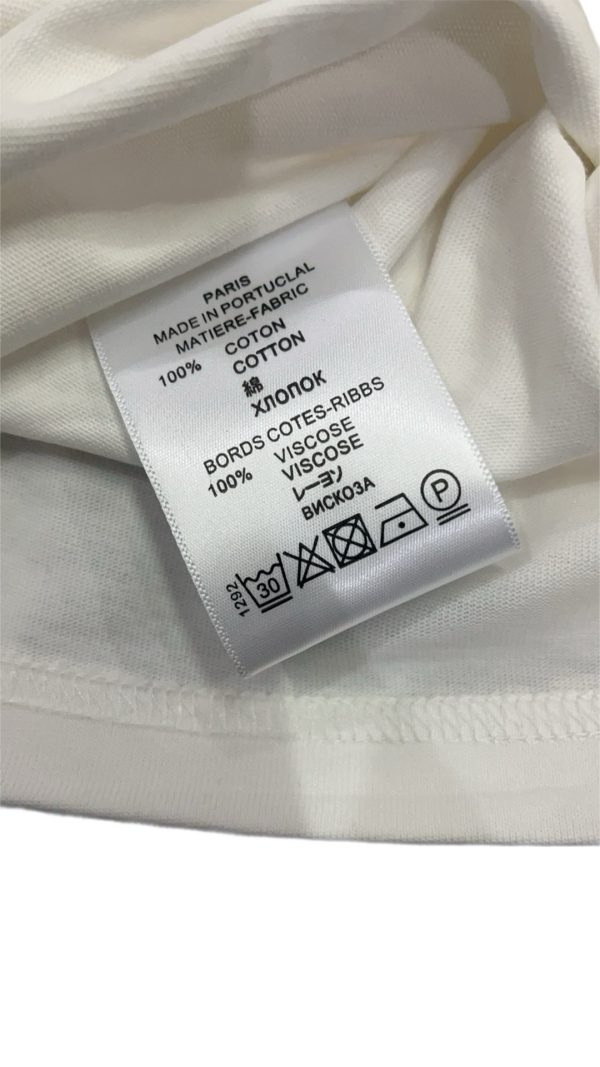 PARIS
MADE IN PORTUCLAL
MATIERE-FABRIC
100% COTON
COTTON
綿
ХЛОПОК
BORDS COTES-RIBBS
100% VISCOSE
VISCOSE
レーヨン
ВИСКОЗА
1292
30
P